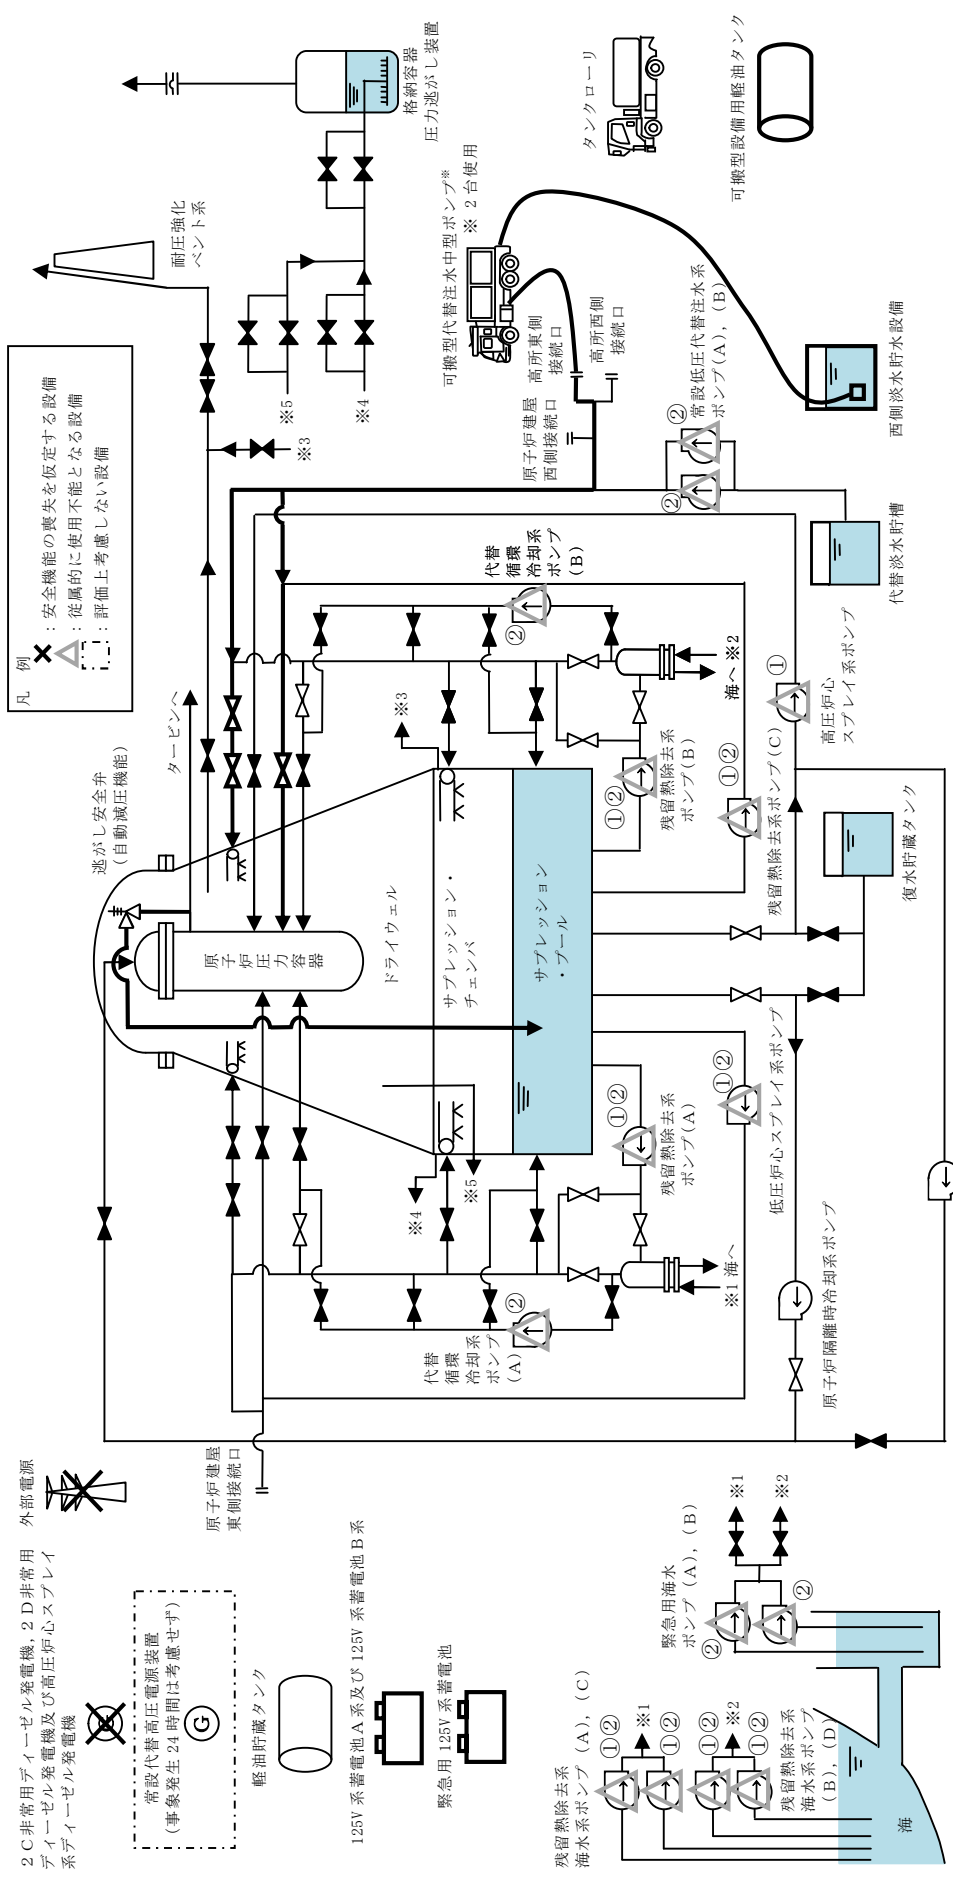 2C非常用ディーゼル発電機，2D非常用
ディーゼル発電機及び高圧炉心スプレイ
系ディーゼル発電機
外部電源
常設代替高圧電源装置
(事象発生24時間は考慮せず)
G
G
軽油貯蔵タンク
125V系蓄電池A系及び125V系蓄電池B系
緊急用125V系蓄電池
残留熱除去系
海水系ポンプ(A)，(C)
①②
※1
①②
①②
※2
①②
残留熱除去系
海水系ポンプ
(B)，(D)
海
緊急用海水
ポンプ(A)，(B)
②
②
※1
※2
原子炉建屋
東側接続口
逃がし安全弁
(自動減圧機能)
タービンへ
原子炉圧力容器
ドライウェル
サプレッション・
チェンバ
サプレッション
・プール
※4
※5
※3
代替
循環
冷却系
ポンプ
(A)
②
※1 海へ
①②
残留熱除去系
ポンプ(A)
①②
低圧炉心スプレイ系ポンプ
原子炉隔離時冷却系ポンプ
代替
循環
冷却系
ポンプ
(B)
②
海へ ※2
①②
残留熱除去系
ポンプ(B)
①②
残留熱除去系ポンプ(C)
①
高圧炉心
スプレイ系ポンプ
復水貯蔵タンク
代替淡水貯槽
凡 例
：安全機能の喪失を仮定する設備
：従属的に使用不能となる設備
：評価上考慮しない設備
※3
※5
※4
耐圧強化
ベント系
格納容器
圧力逃がし装置
可搬型代替注水中型ポンプ※
※ 2台使用
原子炉建屋
西側接続口
高所東側
接続口
高所西側
接続口
②
②
常設低圧代替注水系
ポンプ(A)，(B)
西側淡水貯水設備
タンクローリ
可搬型設備用軽油タンク